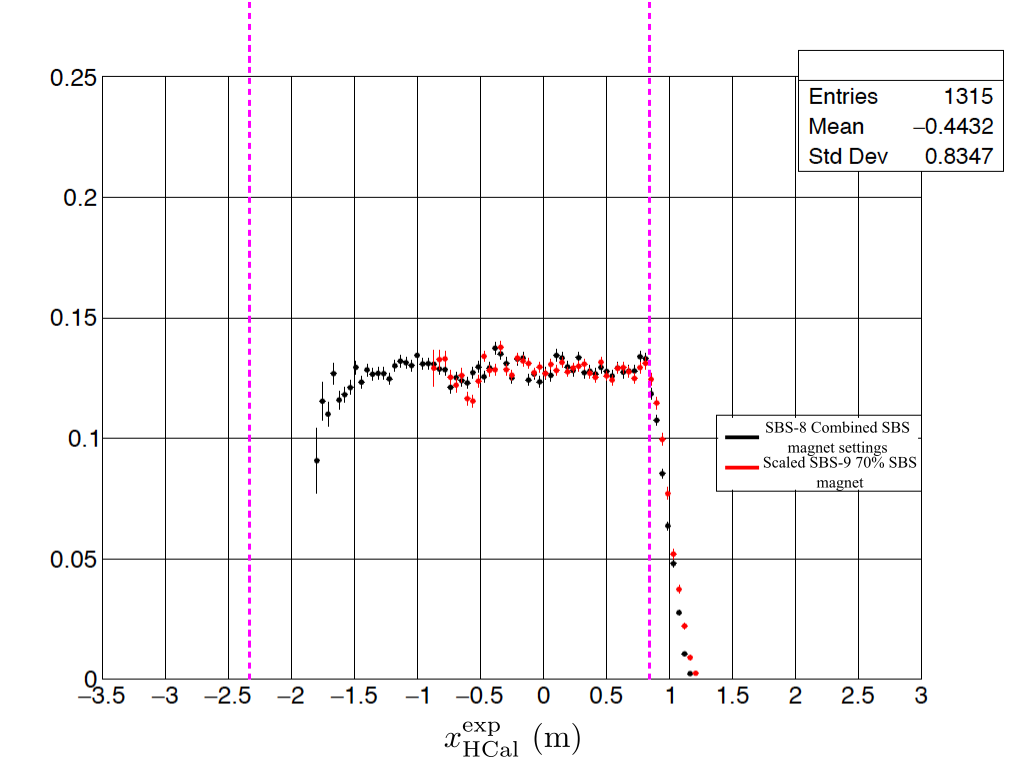 0.25
0.2
0.15
0.1
0.05
0
−3.5 −3 −2.5 −2 −1.5 −1 −0.5 0 0.5 1 1.5 2 2.5 3
x_HCal^exp (m)
Entries 1315
Mean −0.4432
Std Dev 0.8347
SBS-8 Combined SBS
magnet settings
Scaled SBS-9 70% SBS
magnet